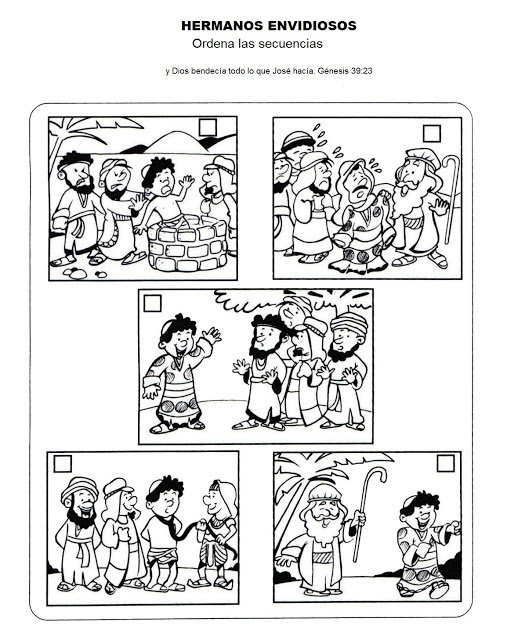 HERMANOS ENVIDIOSOS
Ordena las secuencias
y Dios bendecía todo lo que José hacía. Génesis 39:23